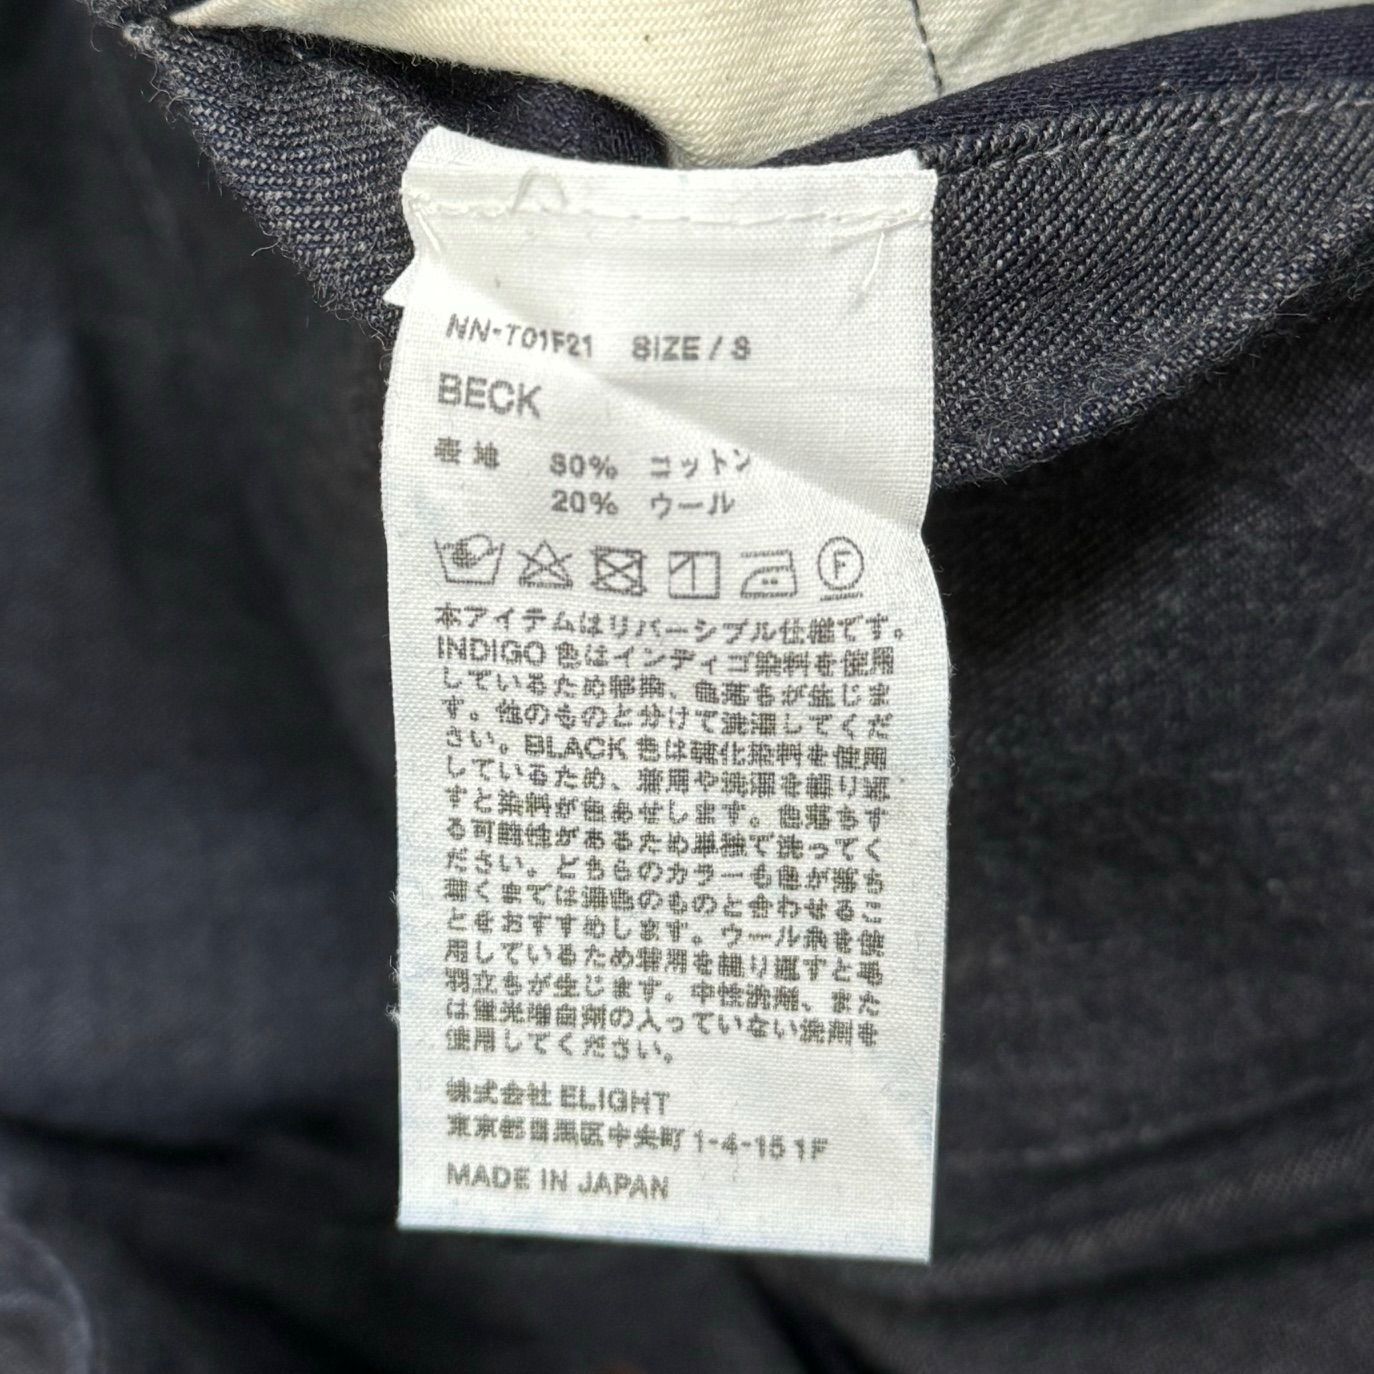 NN-T01F21 SIZE / S
BECK
表地 80% コットン
20% ウール
F
本アイテムはリバーシブル仕様です。
INDIGO 色はインディゴ染料を使用
しているため移染、色落ちが生じま
す。他のものと分けて洗濯してくだ
さい。BLACK 色は硫化染料を使用
しているため、着用や洗濯を繰り返
すと染料が色あせします。色落ちす
る可能性があるため単独で洗ってく
ださい。どちらのカラーも色が落ち
着くまでは濃色のものと合わせるこ
とをおすすめします。ウール糸を使
用しているため着用を繰り返すと毛
羽立ちが生じます。中性洗剤、また
は蛍光増白剤の入っていない洗剤を
使用してください。
株式会社 ELIGHT
東京都目黒区中央町 1-4-15 1F
MADE IN JAPAN